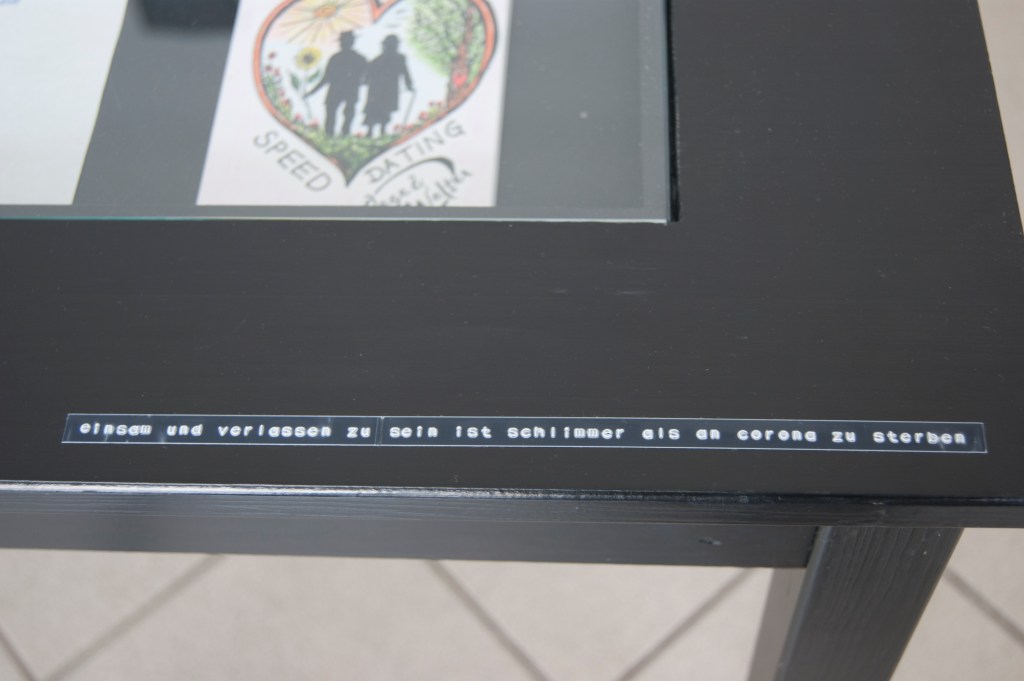 SPEED
DATING
einsam und verlassen zu sein ist schlimmer als an corona zu sterben